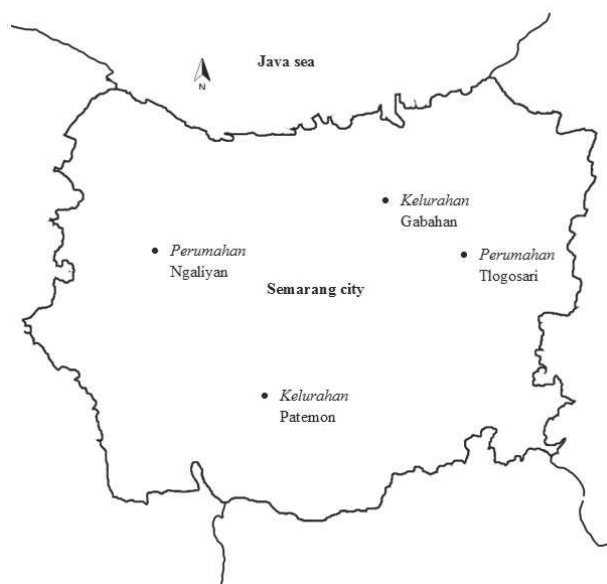 Java sea
N
Kelurahan
Gabahan
Perumahan
Ngaliyan
Perumahan
Tlogosari
Semarang city
Kelurahan
Patemon